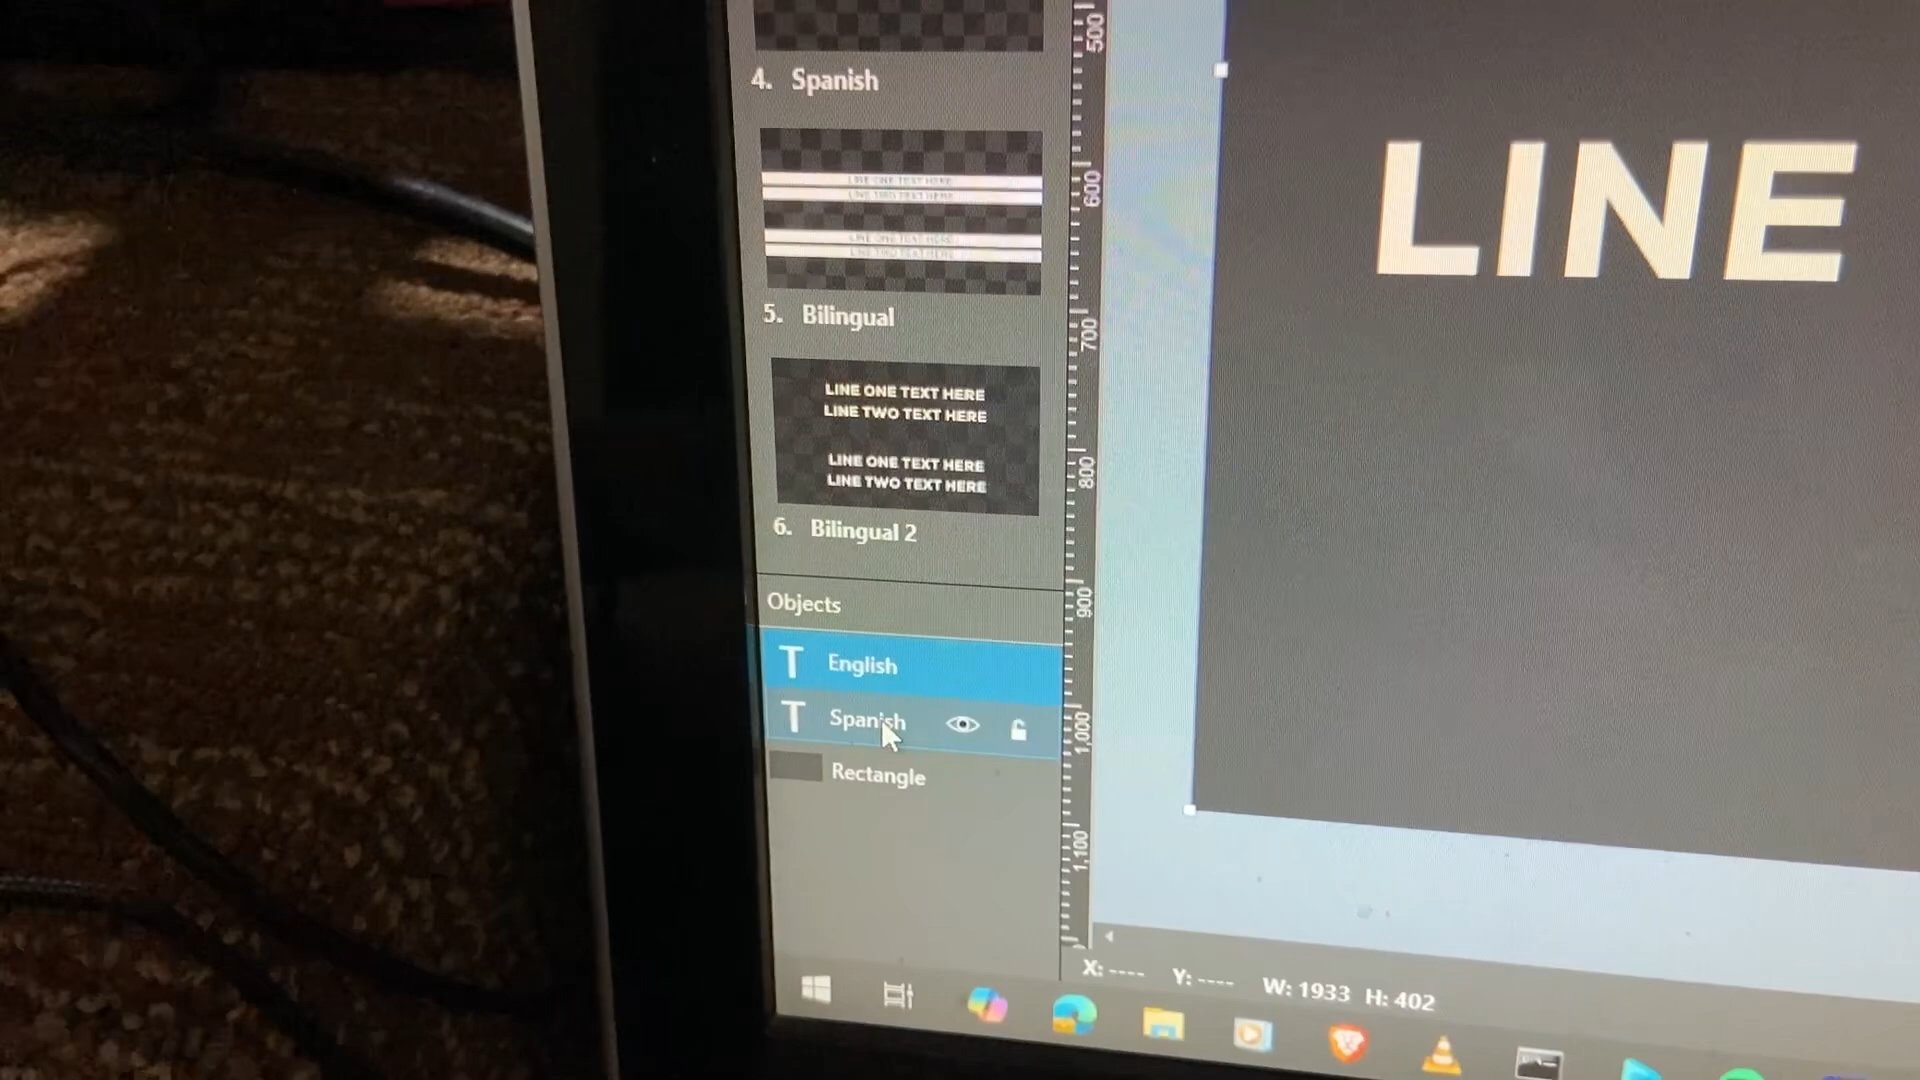 4. Spanish
LINE ONE TEXT HERE
LINE TWO TEXT HERE
LINE ONE TEXT HERE
LINE TWO TEXT HERE
5. Bilingual
LINE ONE TEXT HERE
LINE TWO TEXT HERE
LINE ONE TEXT HERE
LINE TWO TEXT HERE
6. Bilingual 2
Objects
T English
T Spanish
Rectangle
500
600
700
800
900
1,000
1,100
LINE
X: ---- Y: ---- W: 1933 H: 402